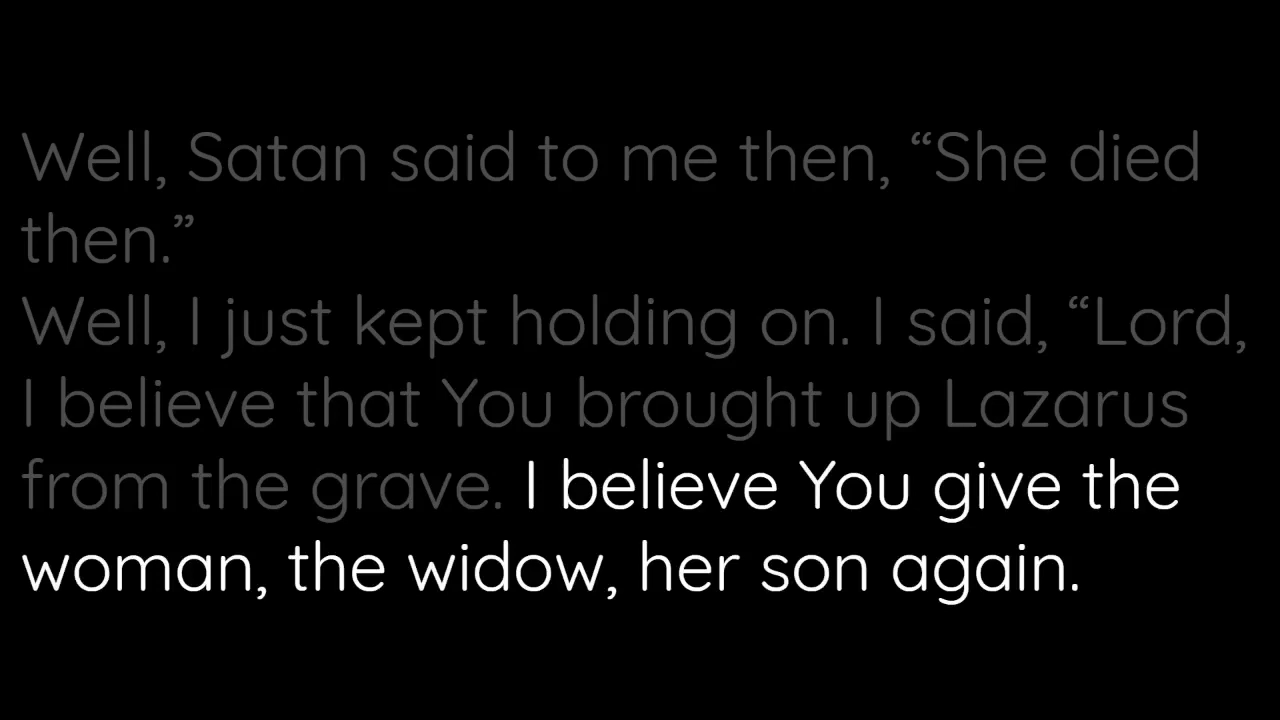 Well, Satan said to me then, “She died
then.”
Well, I just kept holding on. I said, “Lord,
I believe that You brought up Lazarus
from the grave. I believe You give the
woman, the widow, her son again.